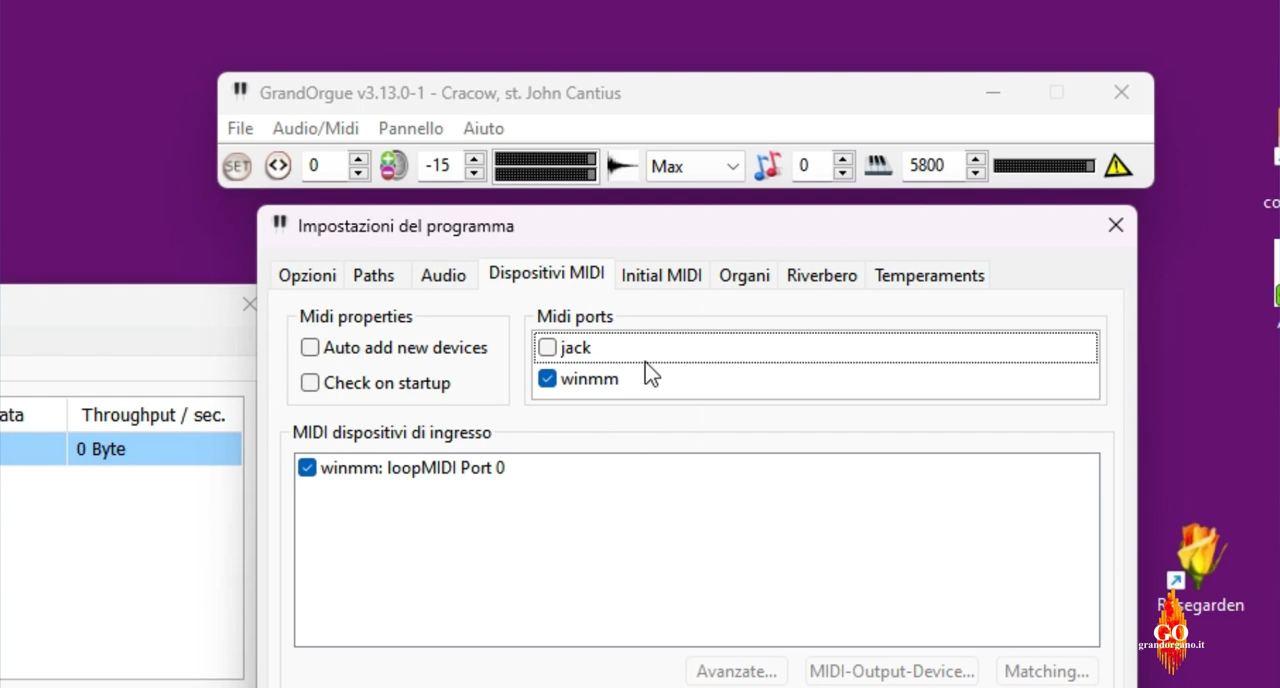 GrandOrgue v3.13.0-1 - Cracow, st. John Cantius
File Audio/Midi Pannello Aiuto
SET 0 -15 Max 0 5800
Impostazioni del programma
Opzioni Paths Audio Dispositivi MIDI Initial MIDI Organi Riverbero Temperaments
Midi properties
Auto add new devices
Check on startup
Midi ports
jack
winmm
MIDI dispositivi di ingresso
winmm: loopMIDI Port 0
Avanzate... MIDI-Output-Device... Matching...
ata Throughput / sec.
0 Byte
co
Rosegarden
GO
grandorgano.it